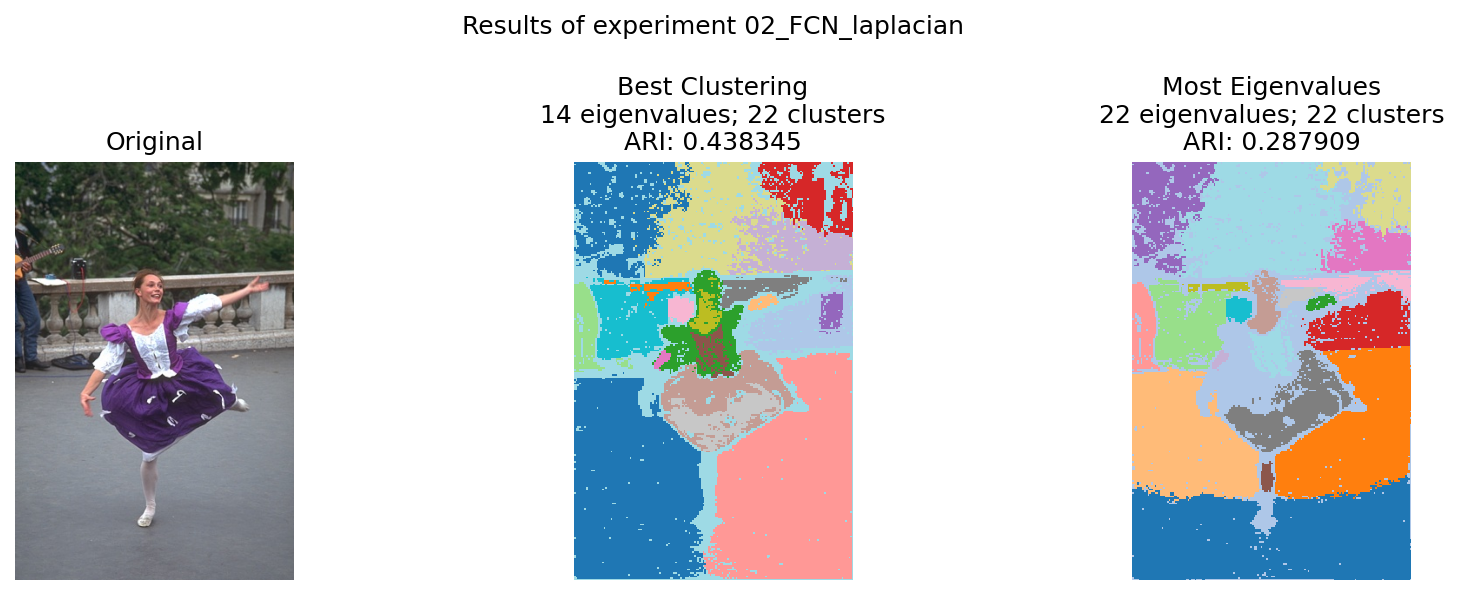 Results of experiment 02_FCN_laplacian
Original
Best Clustering
14 eigenvalues; 22 clusters
ARI: 0.438345
Most Eigenvalues
22 eigenvalues; 22 clusters
ARI: 0.287909